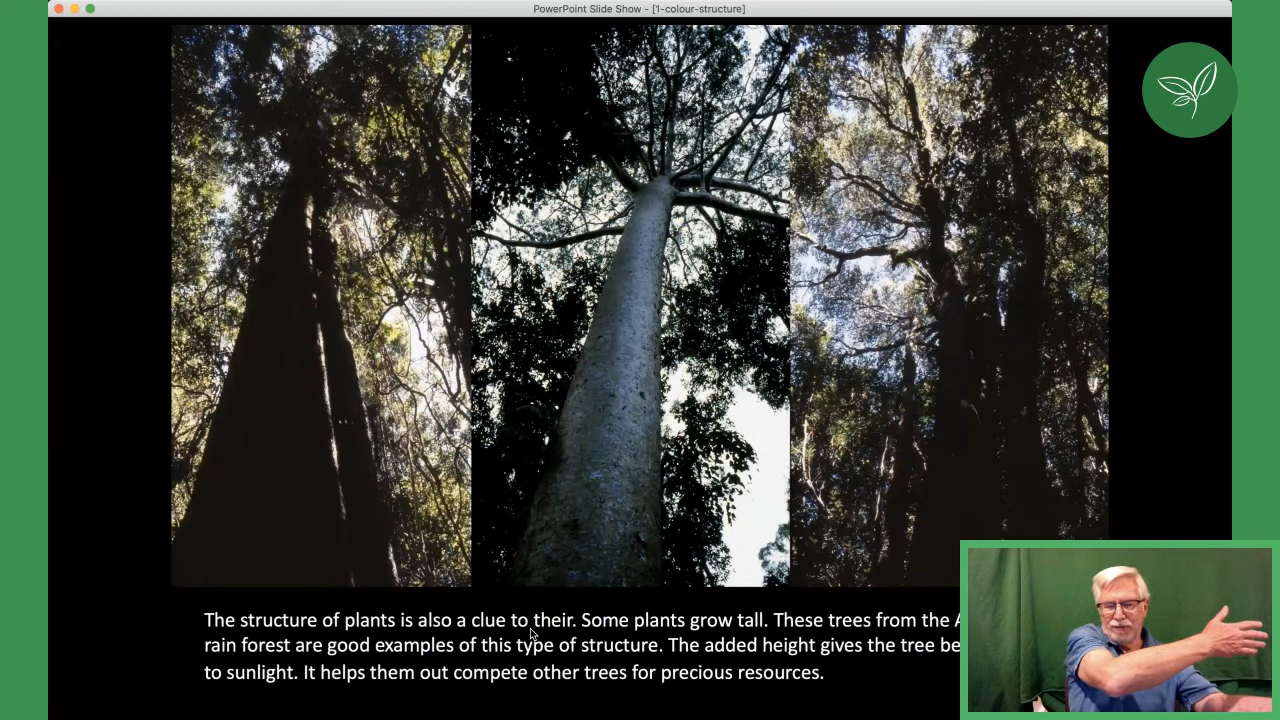 PowerPoint Slide Show - [1-colour-structure]
The structure of plants is also a clue to their. Some plants grow tall. These trees from the
rain forest are good examples of this type of structure. The added height gives the tree
to sunlight. It helps them out compete other trees for precious resources.